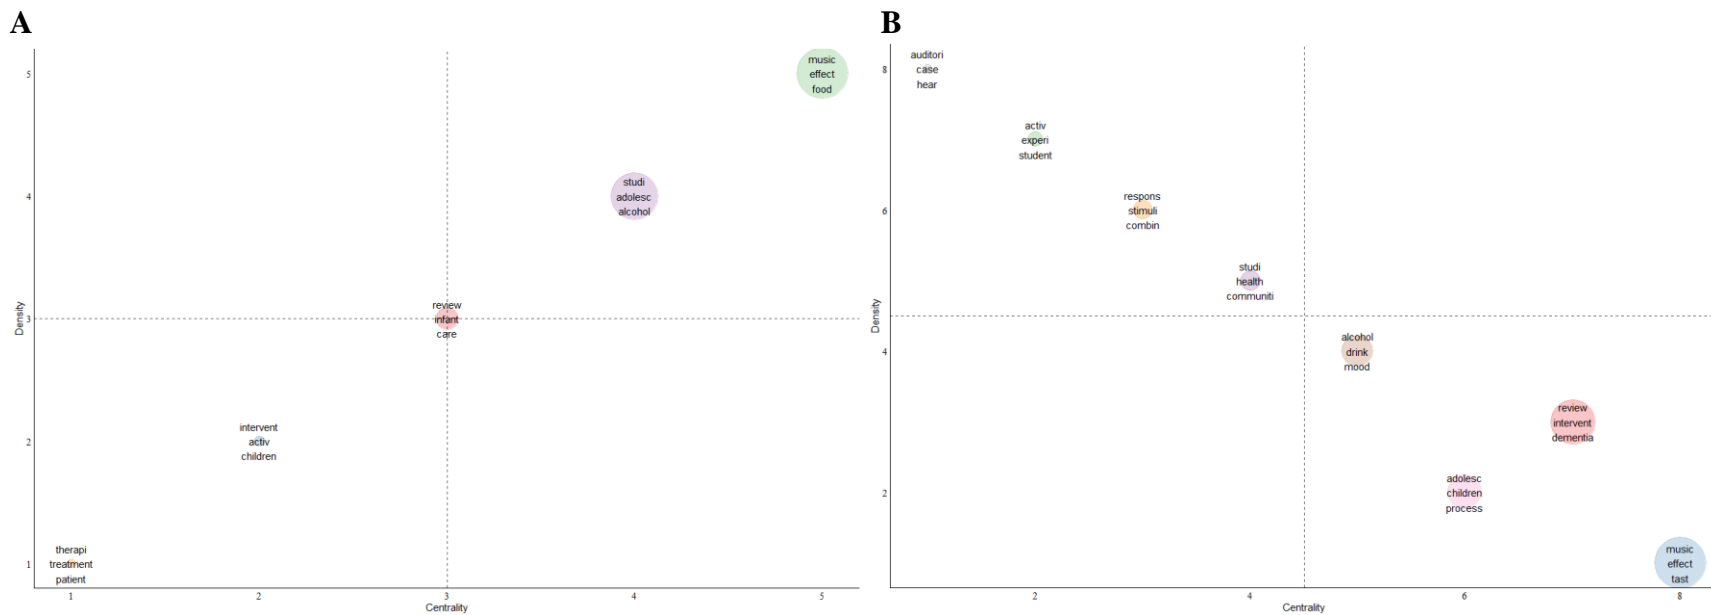 A
music
effect
food
5
studi
adolesc
alcohol
4
review
infant
care
3
intervent
activ
children
2
therapi
treatment
patient
1
Density
1
2
3
4
5
Centrality
B
auditori
case
hear
8
activ
experi
student
respons
stimuli
combin
6
studi
health
communiti
alcohol
drink
mood
4
review
intervent
dementia
adolesc
children
process
2
music
effect
tast
Density
2
4
6
8
Centrality